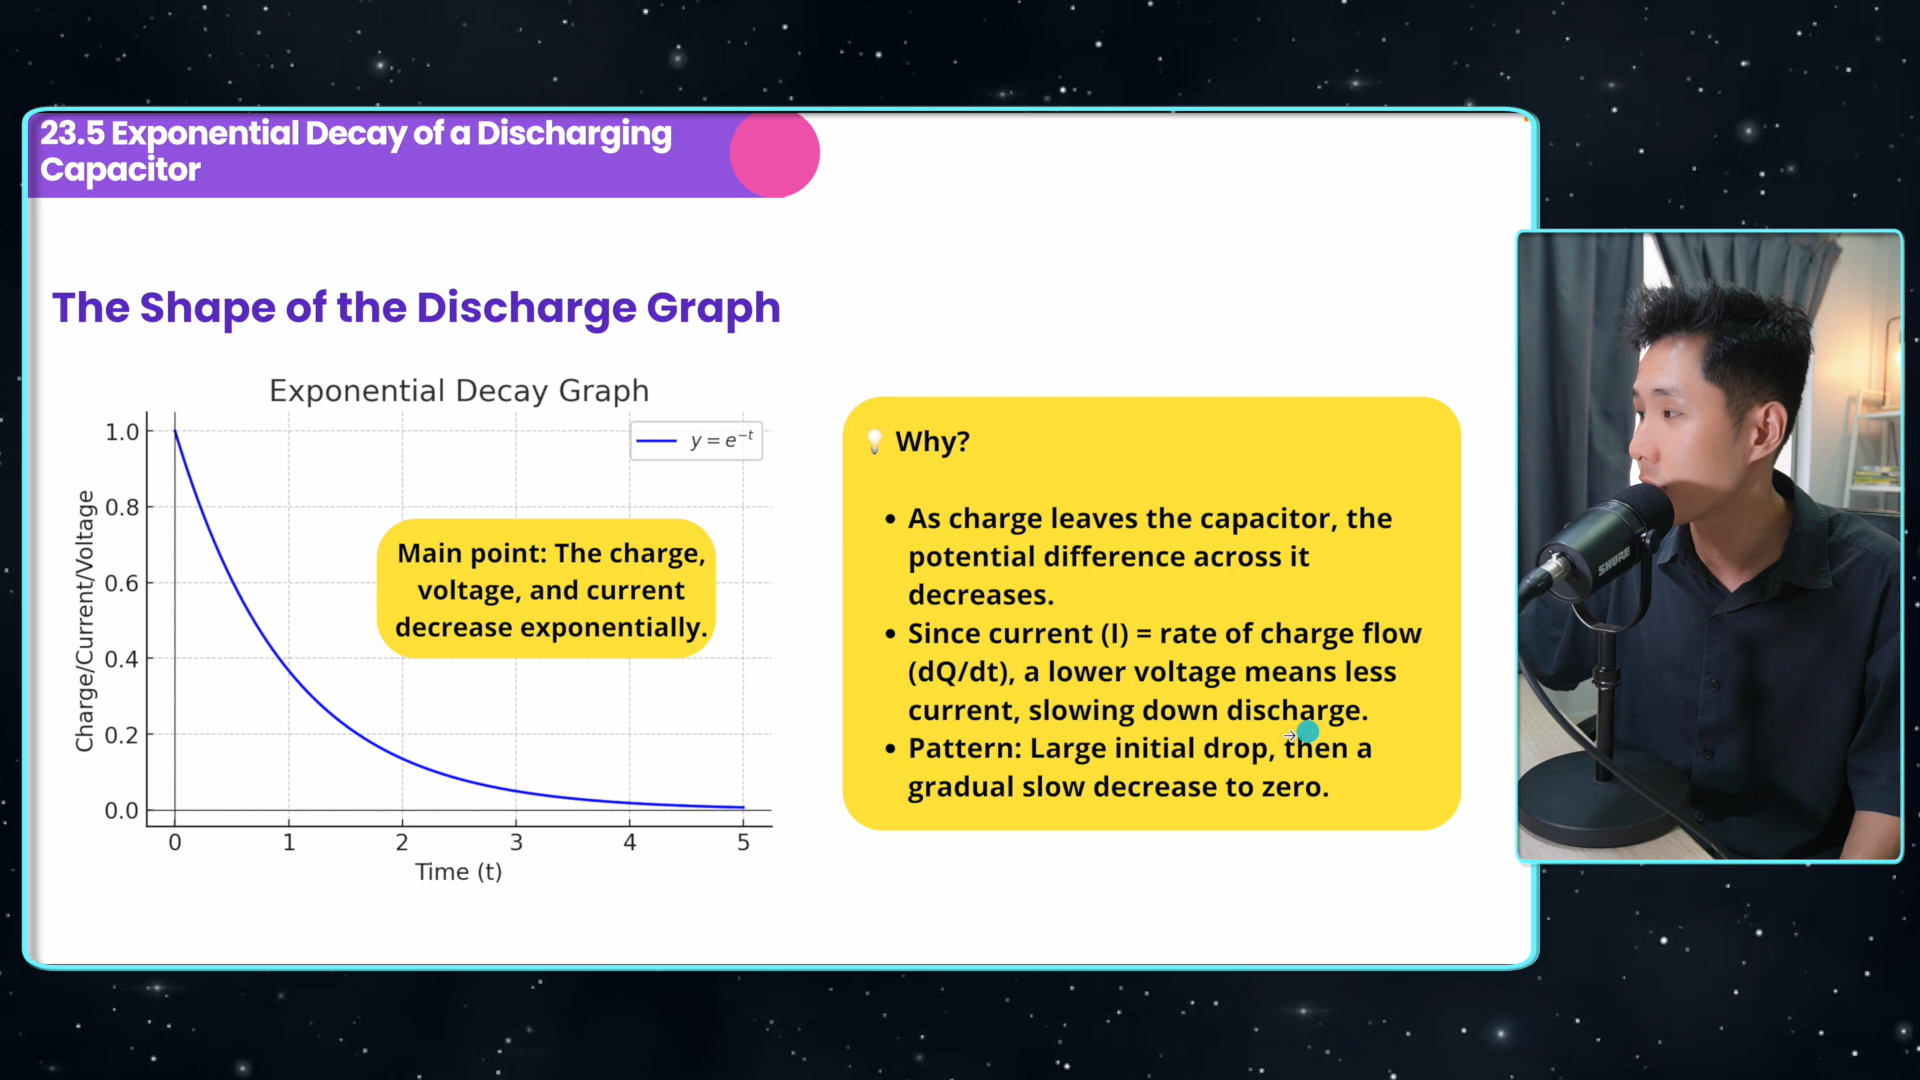 23.5 Exponential Decay of a Discharging
Capacitor
The Shape of the Discharge Graph
Exponential Decay Graph
y = e⁻ᵗ
Charge/Current/Voltage
1.0
0.8
0.6
0.4
0.2
0.0
0 1 2 3 4 5
Time (t)
Main point: The charge,
voltage, and current
decrease exponentially.
💡 Why?
• As charge leaves the capacitor, the
potential difference across it
decreases.
• Since current (I) = rate of charge flow
(dQ/dt), a lower voltage means less
current, slowing down discharge.
• Pattern: Large initial drop, then a
gradual slow decrease to zero.
SHURE